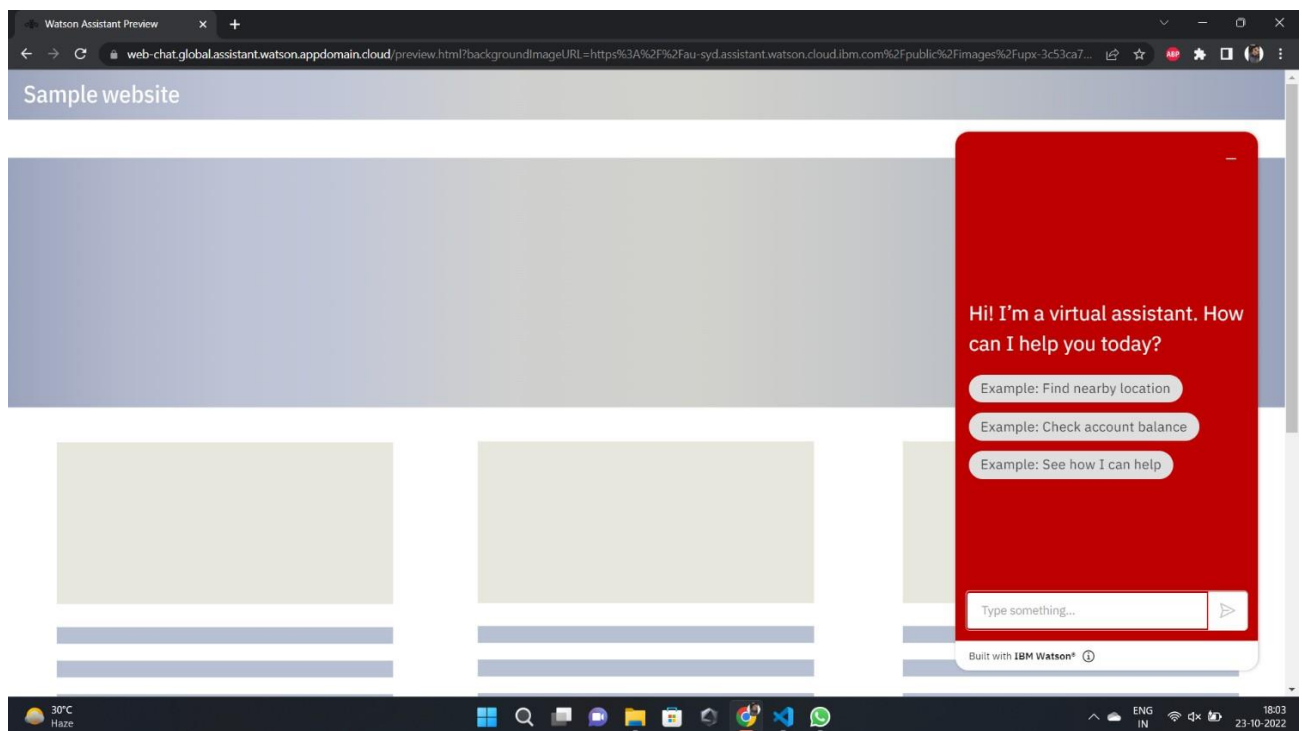 Watson Assistant Preview
web-chat.global.assistant.watson.appdomain.cloud/preview.html?backgroundImageURL=https%3A%2F%2Fau-syd.assistant.watson.cloud.ibm.com%2Fpublic%2Fimages%2Fupx-3c53ca7...
ABP
Sample website
Hi! I'm a virtual assistant. How
can I help you today?
Example: Find nearby location
Example: Check account balance
Example: See how I can help
Type something...
Built with IBM Watson®
30°C
Haze
ENG
IN
18:03
23-10-2022